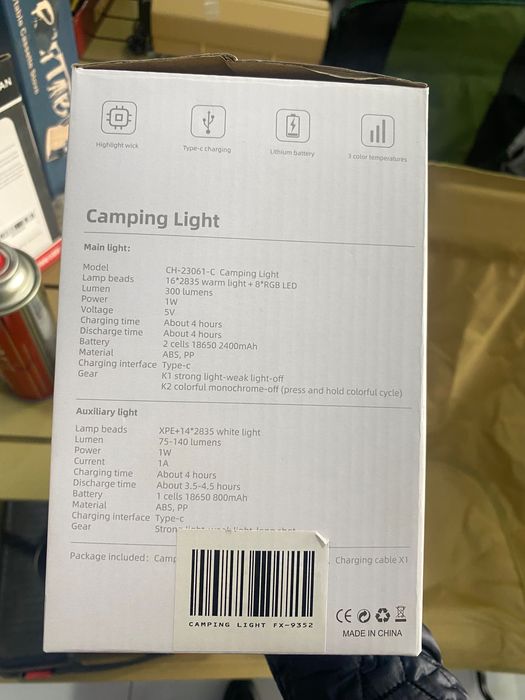 Portable Cassette Stove
AN
Highlight wick
Type-c charging
Lithium battery
3 color temperatures
Camping Light
Main light:
Model CH-23061-C Camping Light
Lamp beads 16*2835 warm light + 8*RGB LED
Lumen 300 lumens
Power 1W
Voltage 5V
Charging time About 4 hours
Discharge time About 4 hours
Battery 2 cells 18650 2400mAh
Material ABS, PP
Charging interface Type-c
Gear K1 strong light-weak light-off
K2 colorful monochrome-off (press and hold colorful cycle)
Auxiliary light
Lamp beads XPE+14*2835 white light
Lumen 75-140 lumens
Power 1W
Current 1A
Charging time About 4 hours
Discharge time About 3.5-4.5 hours
Battery 1 cells 18650 800mAh
Material ABS, PP
Charging interface Type-c
Gear
Package included: Charging cable X1
CAMPING LIGHT FX-9352
CE
MADE IN CHINA